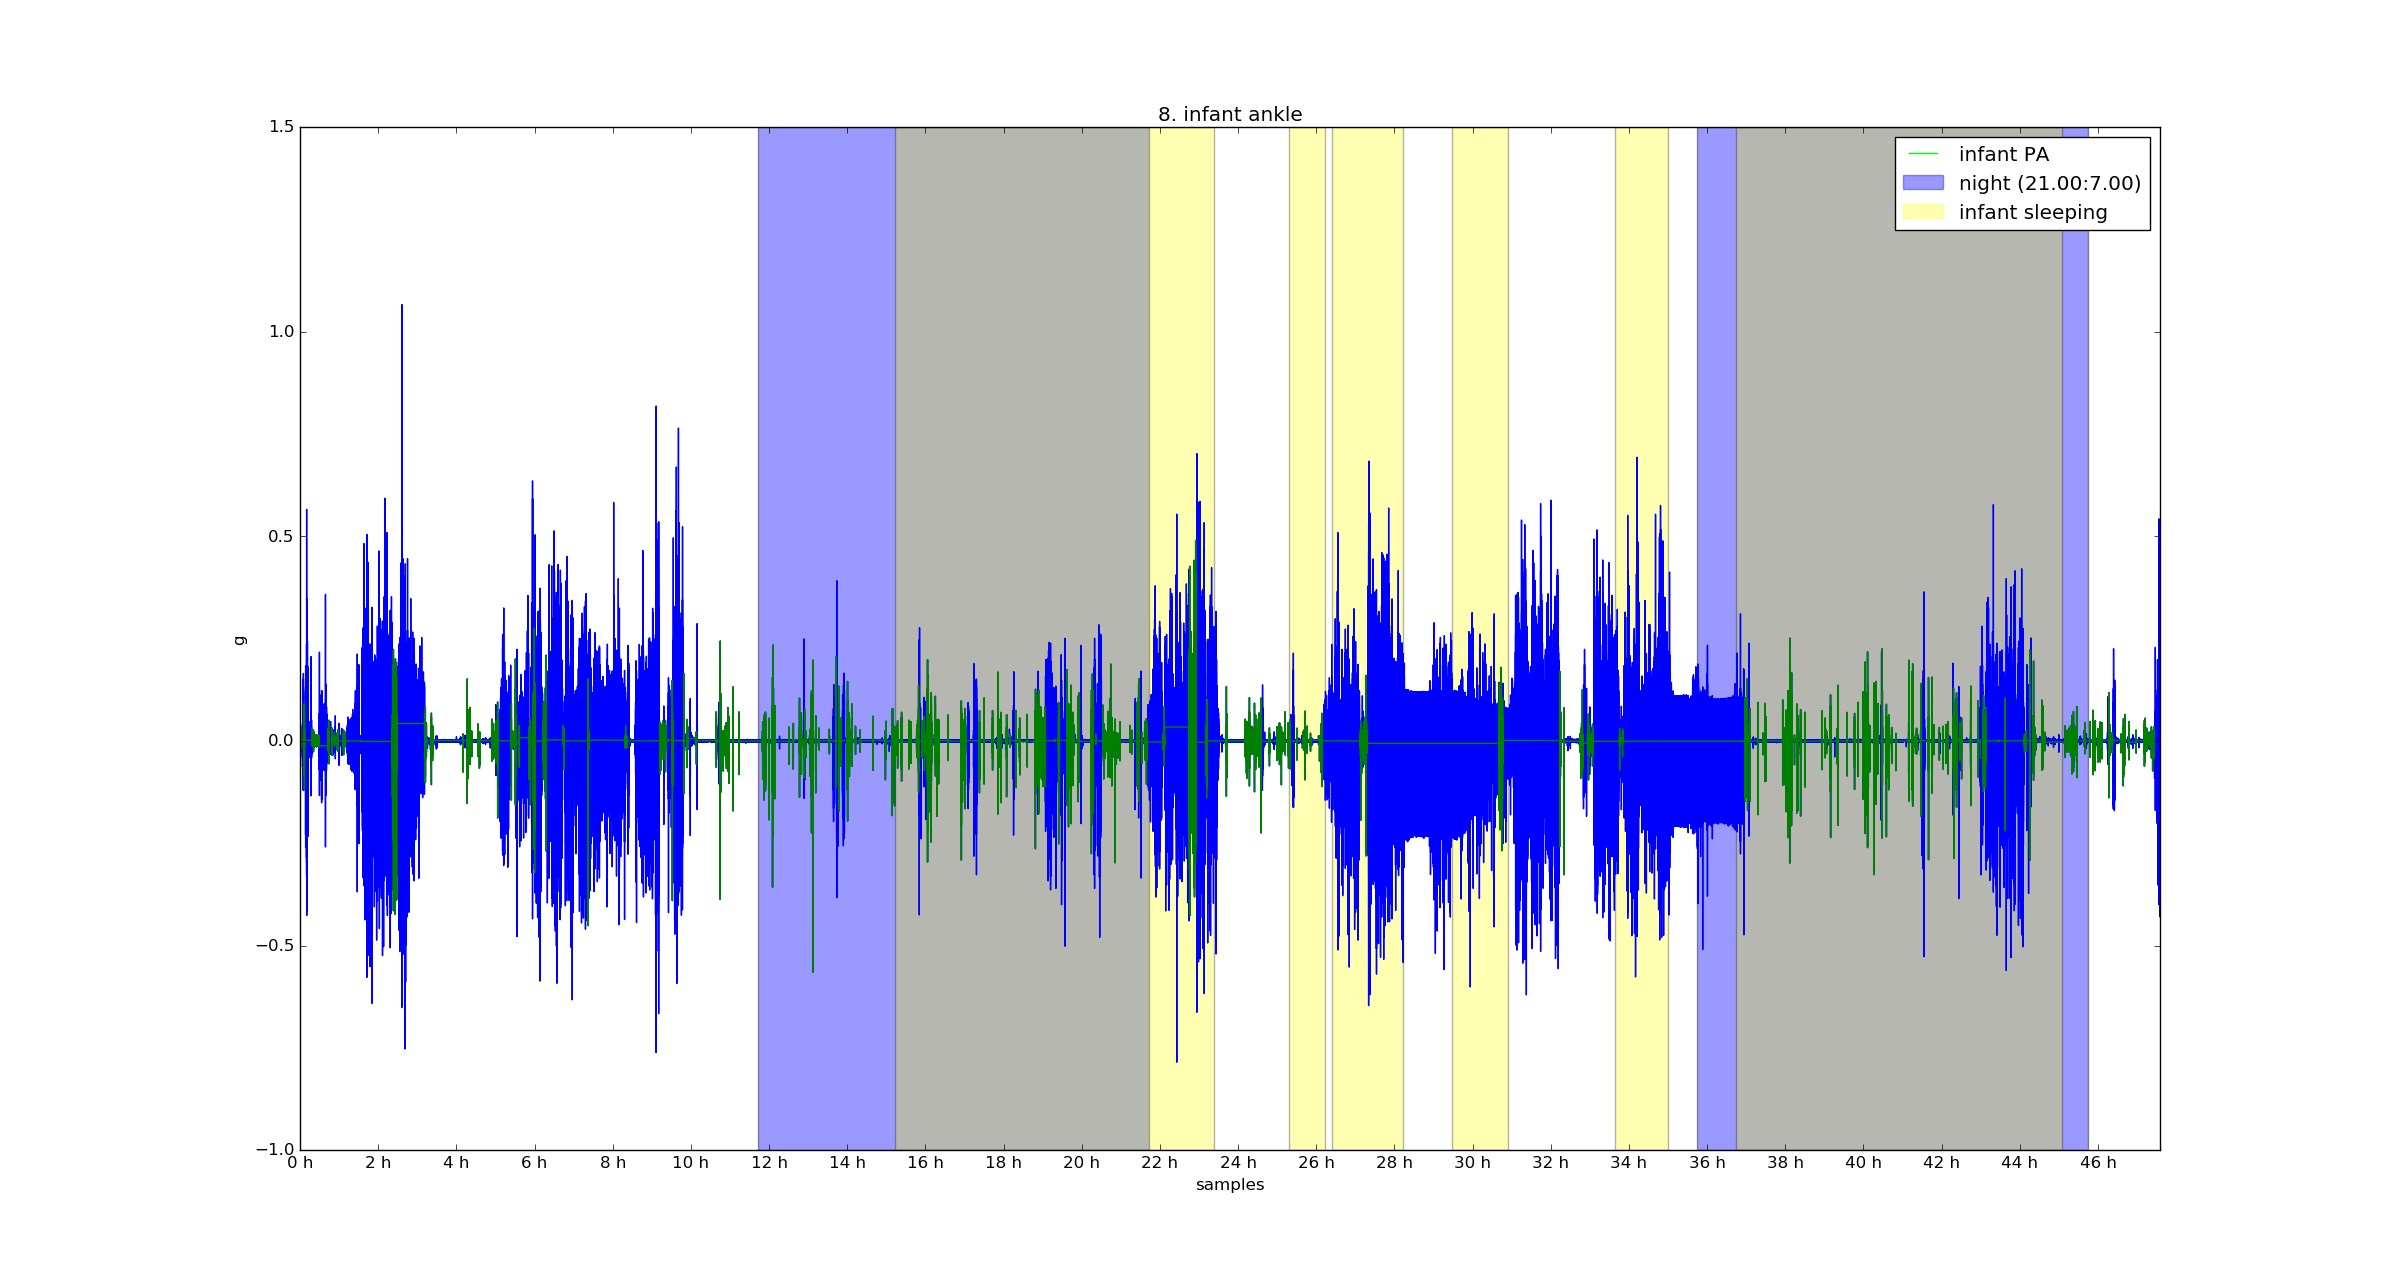 8. infant ankle
1.5
1.0
0.5
0.0
−0.5
−1.0
g
infant PA
night (21.00:7.00)
infant sleeping
0 h 2 h 4 h 6 h 8 h 10 h 12 h 14 h 16 h 18 h 20 h 22 h 24 h 26 h 28 h 30 h 32 h 34 h 36 h 38 h 40 h 42 h 44 h 46 h
samples